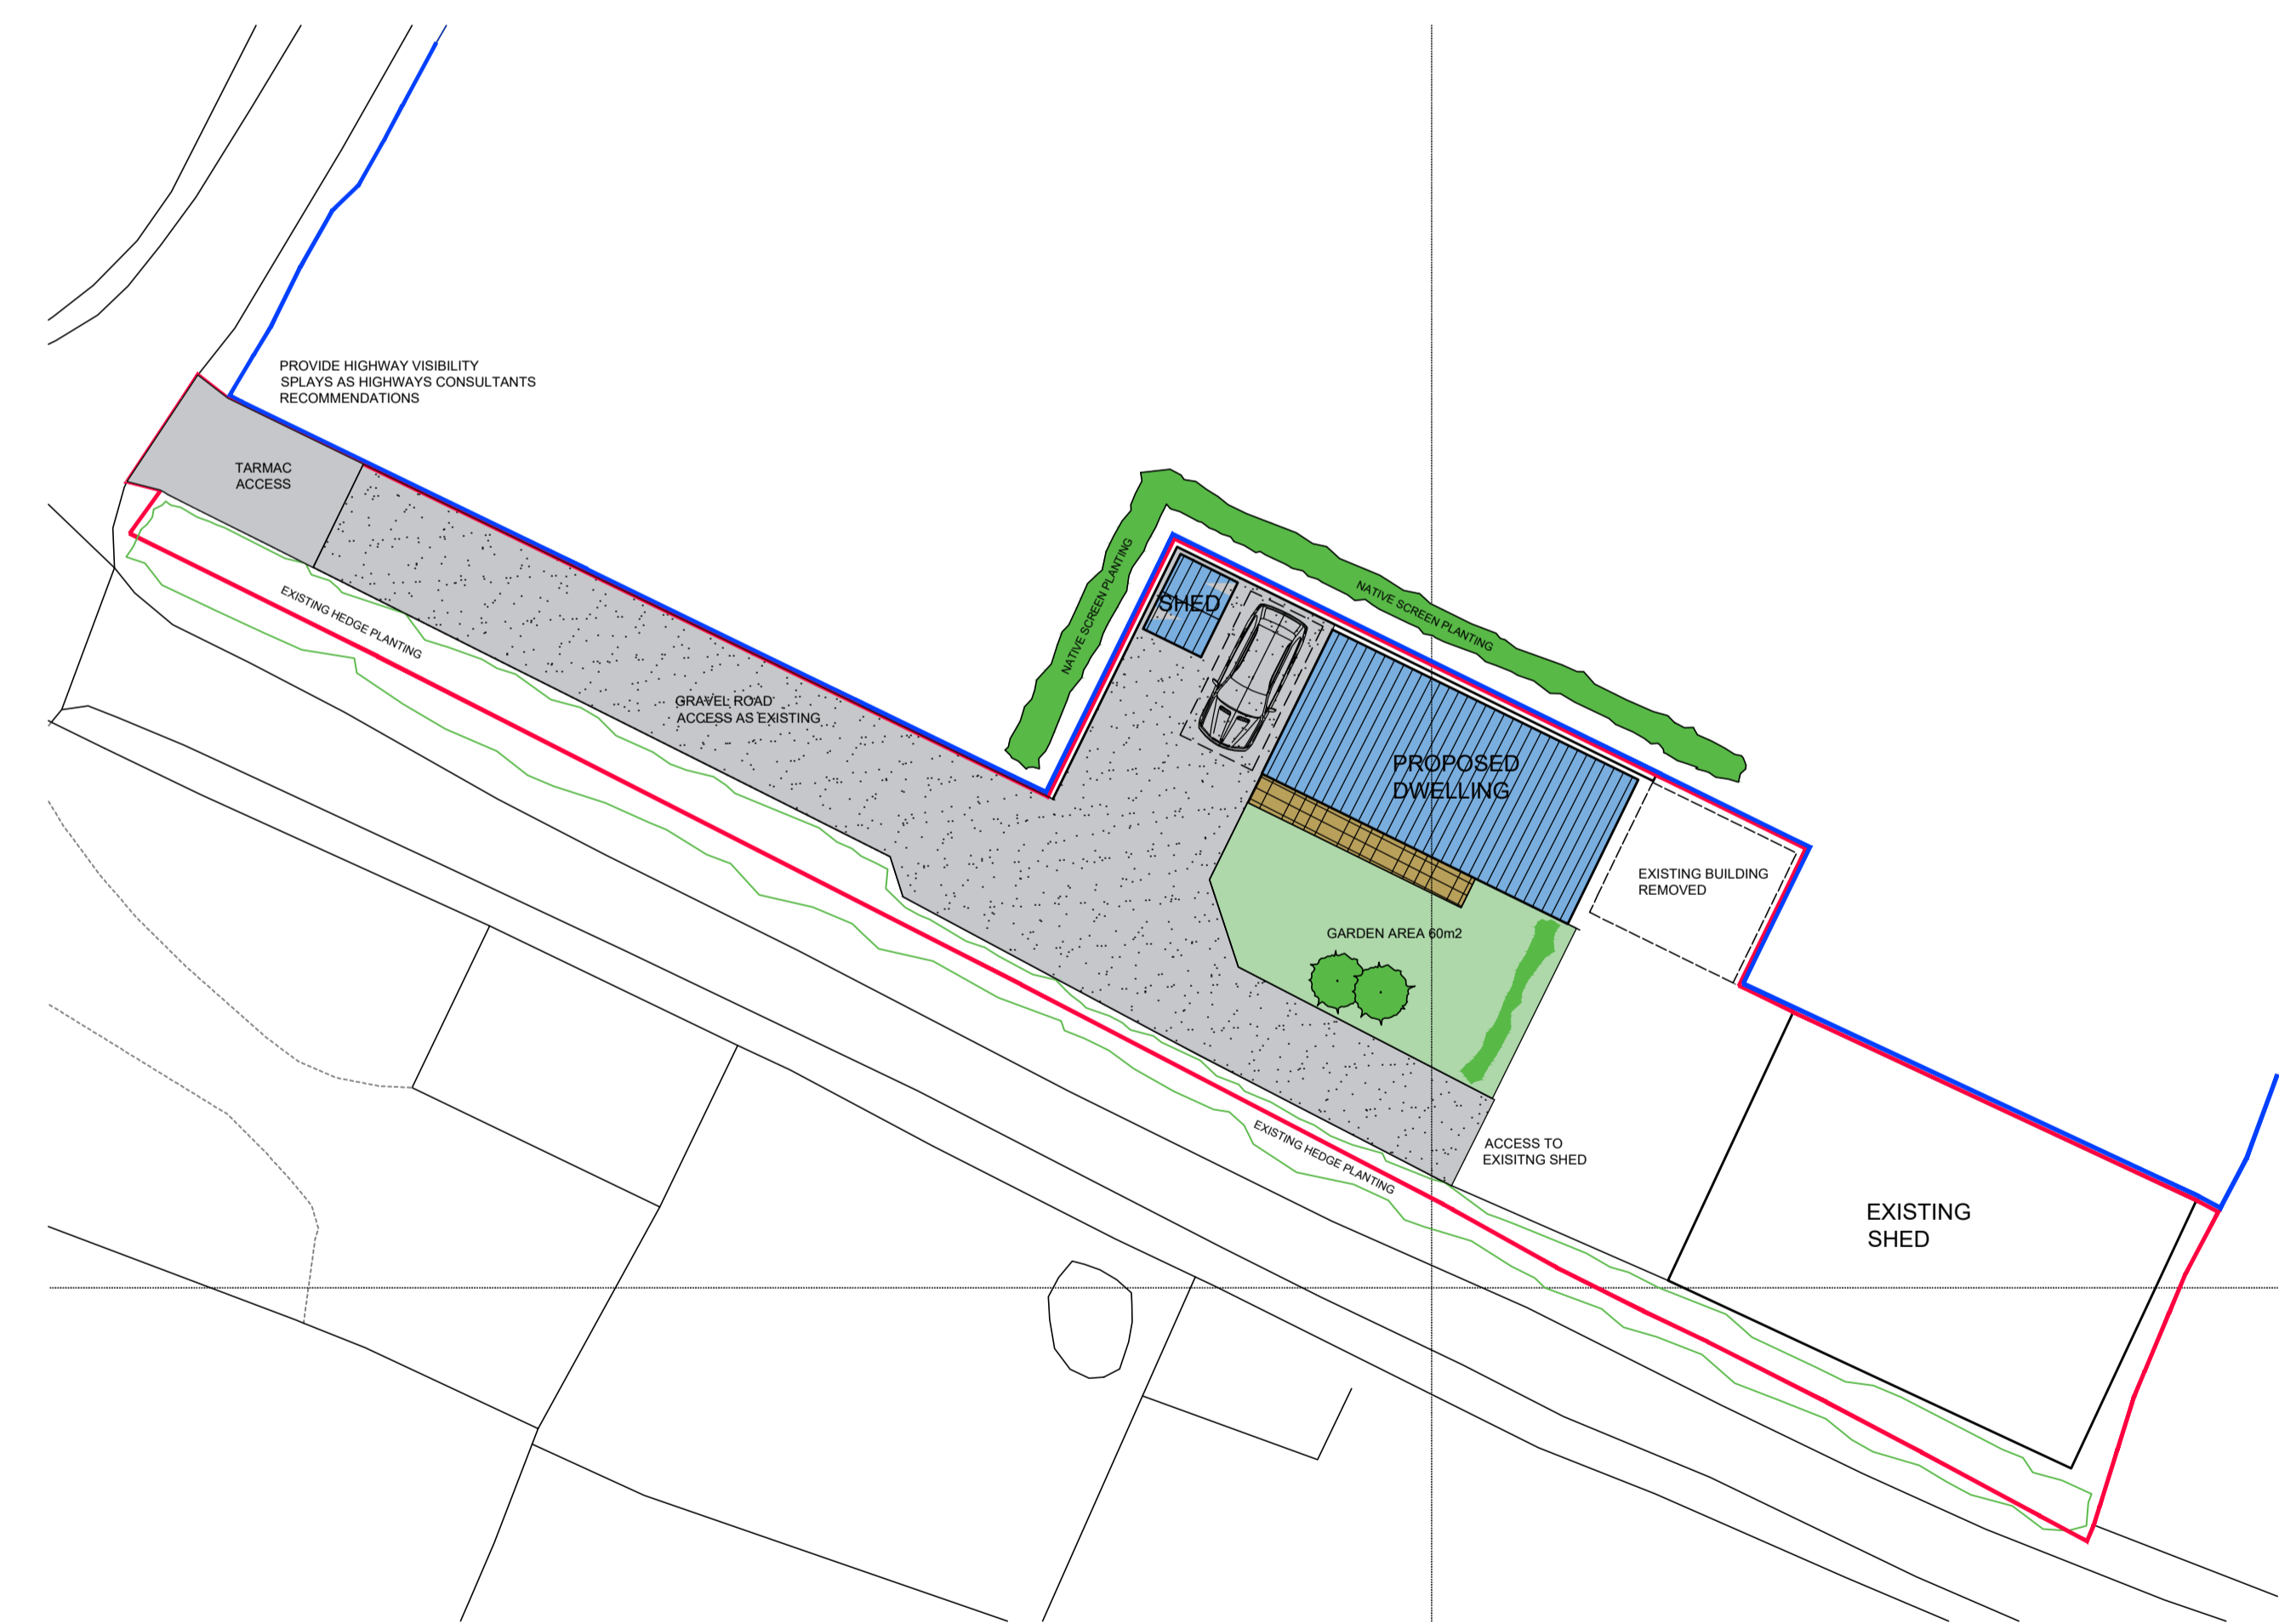 PROVIDE HIGHWAY VISIBILITY
SPLAYS AS HIGHWAYS CONSULTANTS
RECOMMENDATIONS
TARMAC
ACCESS
EXISTING HEDGE PLANTING
GRAVEL ROAD
ACCESS AS EXISTING
NATIVE SCREEN PLANTING
SHED
NATIVE SCREEN PLANTING
PROPOSED
DWELLING
EXISTING BUILDING
REMOVED
GARDEN AREA 60m2
EXISTING HEDGE PLANTING
ACCESS TO
EXISITNG SHED
EXISTING
SHED